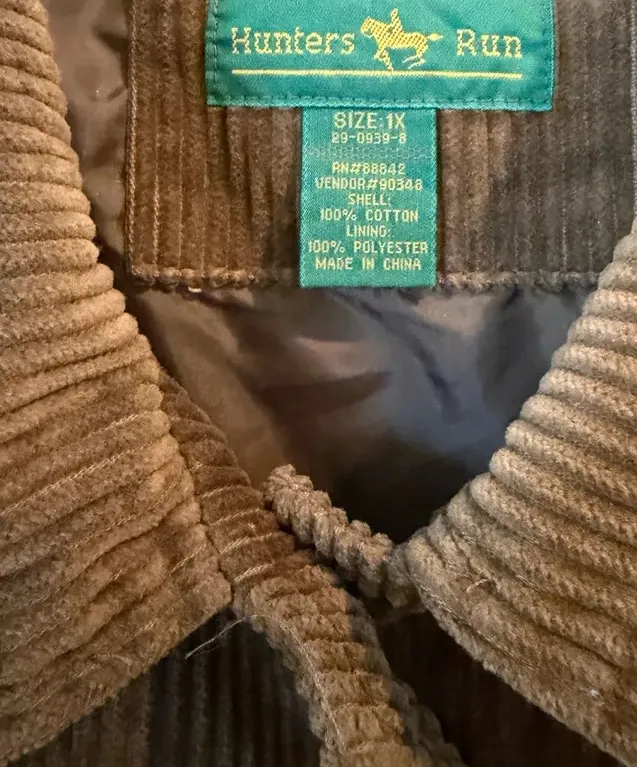 Hunters Run
SIZE:1X
29-0939-8
RN#88842
VENDOR#90348
SHELL:
100% COTTON
LINING:
100% POLYESTER
MADE IN CHINA